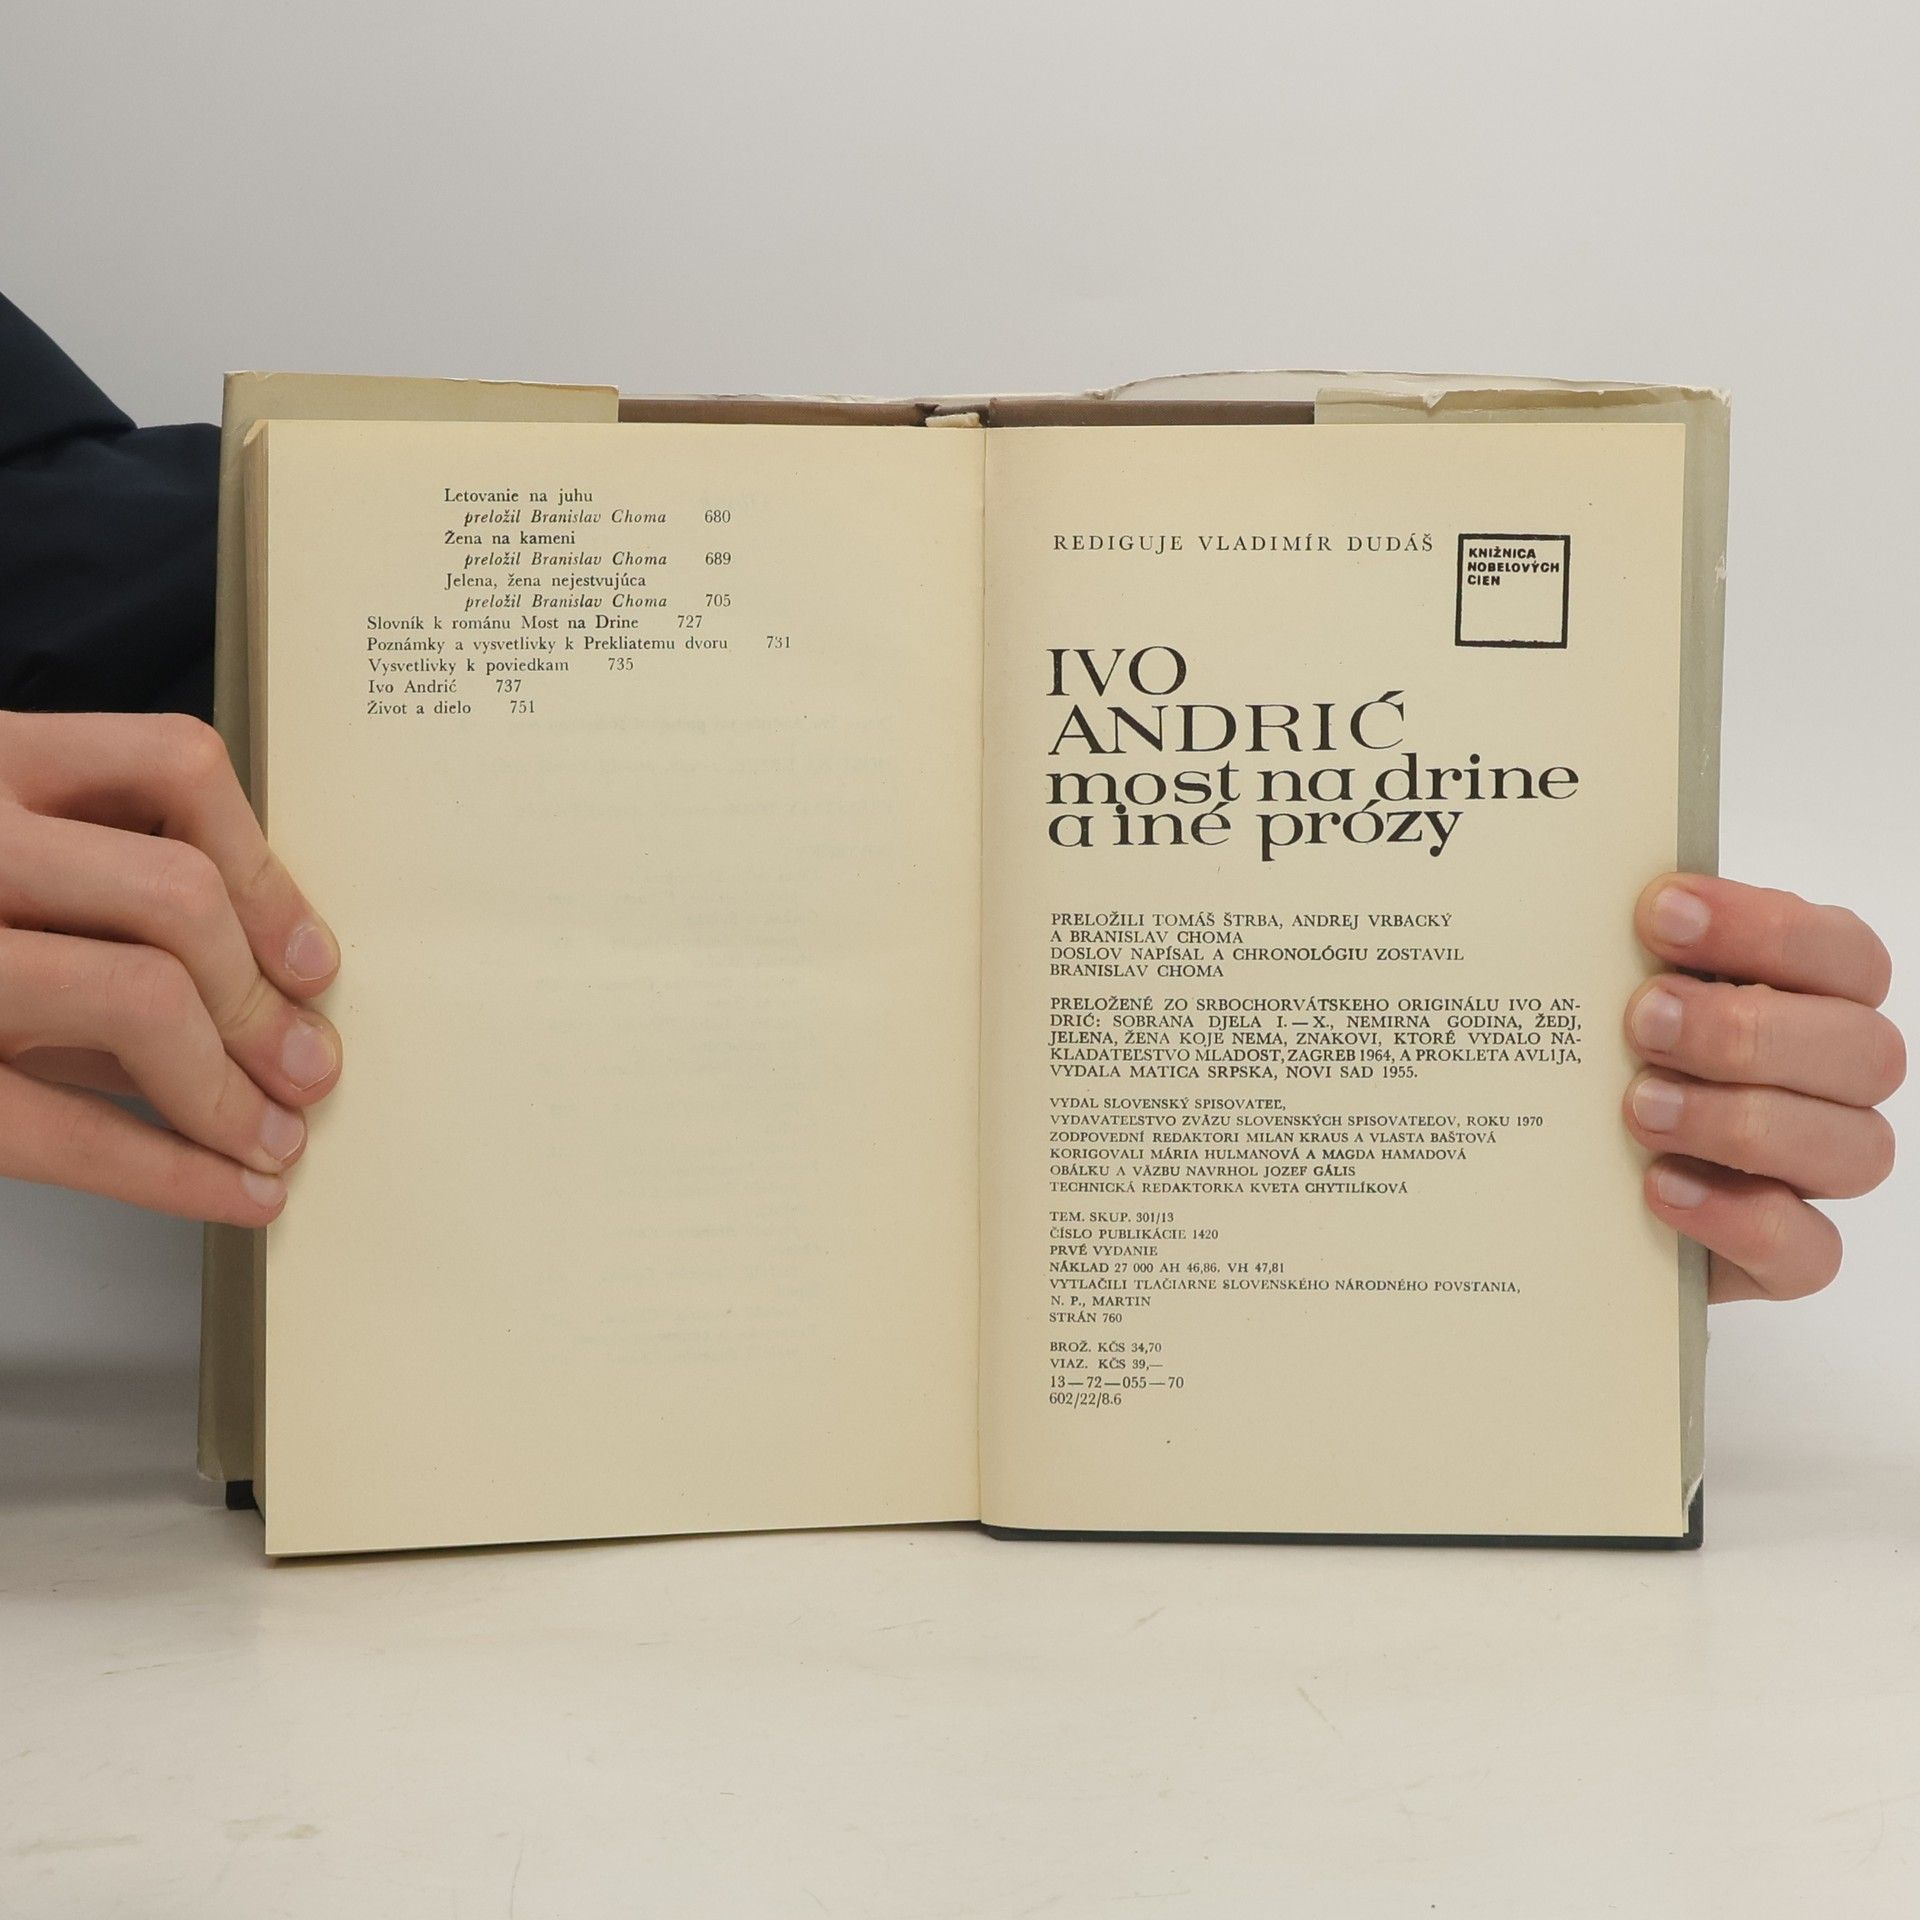 Letovanie na juhu
preložil Branislav Choma 680
Žena na kameni
preložil Branislav Choma 689
Jelena, žena nejestvujúca
preložil Branislav Choma 705
Slovník k románu Most na Drine 727
Poznámky a vysvetlivky k Prekliatemu dvoru 731
Vysvetlivky k poviedkam 735
Ivo Andrić 737
Život a dielo 751
REDIGUJE VLADIMÍR DUDÁŠ
KNIŽNICA
NOBELOVÝCH
CIEN
IVO
ANDRIĆ
most na drine
a iné prózy
PRELOŽILI TOMÁŠ ŠTRBA, ANDREJ VRBACKÝ
A BRANISLAV CHOMA
DOSLOV NAPÍSAL A CHRONOLÓGIU ZOSTAVIL
BRANISLAV CHOMA
PRELOŽENÉ ZO SRBOCHORVÁTSKEHO ORIGINÁLU IVO AN-
DRIĆ: SOBRANA DJELA I. — X., NEMIRNA GODINA, ŽEDJ,
JELENA, ŽENA KOJE NEMA, ZNAKOVI, KTORÉ VYDALO NA-
KLADATEĽSTVO MLADOST, ZAGREB 1964, A PROKLETA AVLIJA,
VYDALA MATICA SRPSKA, NOVI SAD 1955.
VYDAL SLOVENSKÝ SPISOVATEĽ,
VYDAVATEĽSTVO ZVÄZU SLOVENSKÝCH SPISOVATEĽOV, ROKU 1970
ZODPOVEDNÍ REDAKTORI MILAN KRAUS A VLASTA BAŠTOVÁ
KORIGOVALI MÁRIA HULMANOVÁ A MAGDA HAMADOVÁ
OBÁLKU A VÄZBU NAVRHOL JOZEF GÁLIS
TECHNICKÁ REDAKTORKA KVETA CHYTILÍKOVÁ
TEM. SKUP. 301/13
ČÍSLO PUBLIKÁCIE 1420
PRVÉ VYDANIE
NÁKLAD 27 000 AH 46,86. VH 47,81
VYTLAČILI TLAČIARNE SLOVENSKÉHO NÁRODNÉHO POVSTANIA,
N. P., MARTIN
STRÁN 760
BROŽ. KČS 34,70
VIAZ. KČS 39,—
13 — 72 — 055 — 70
602/22/8.6